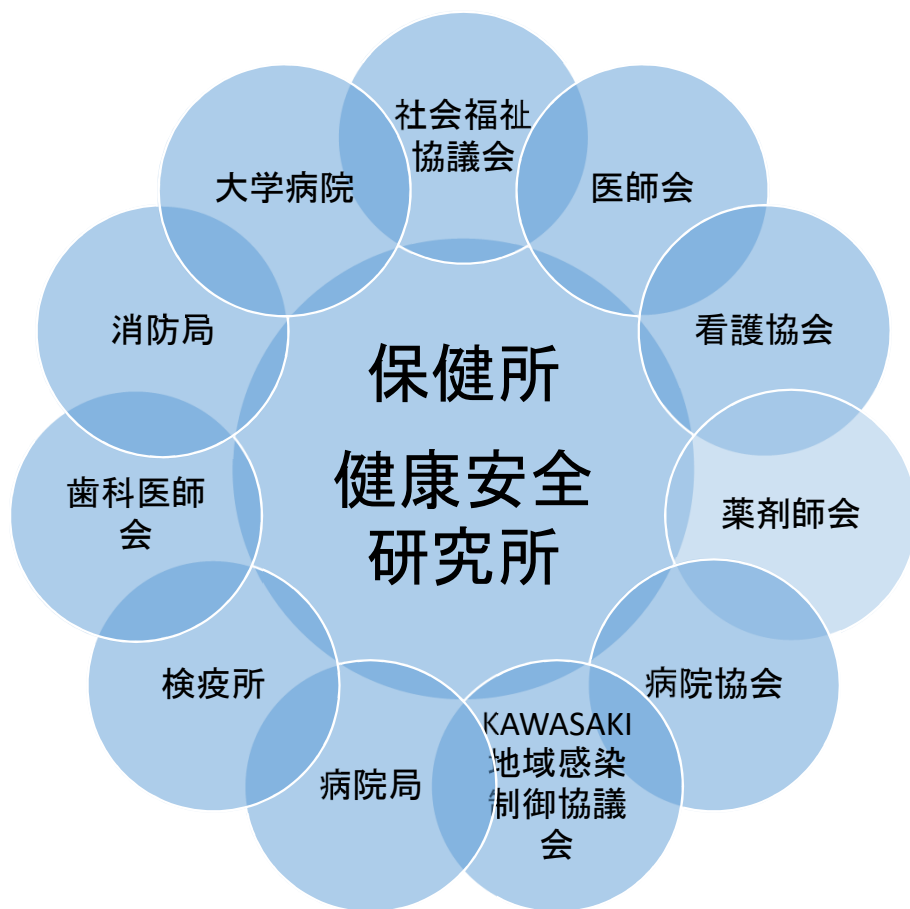 保健所
健康安全
研究所
社会福祉
協議会
医師会
看護協会
薬剤師会
病院協会
KAWASAKI
地域感染
制御協議
会
病院局
検疫所
歯科医師
会
消防局
大学病院